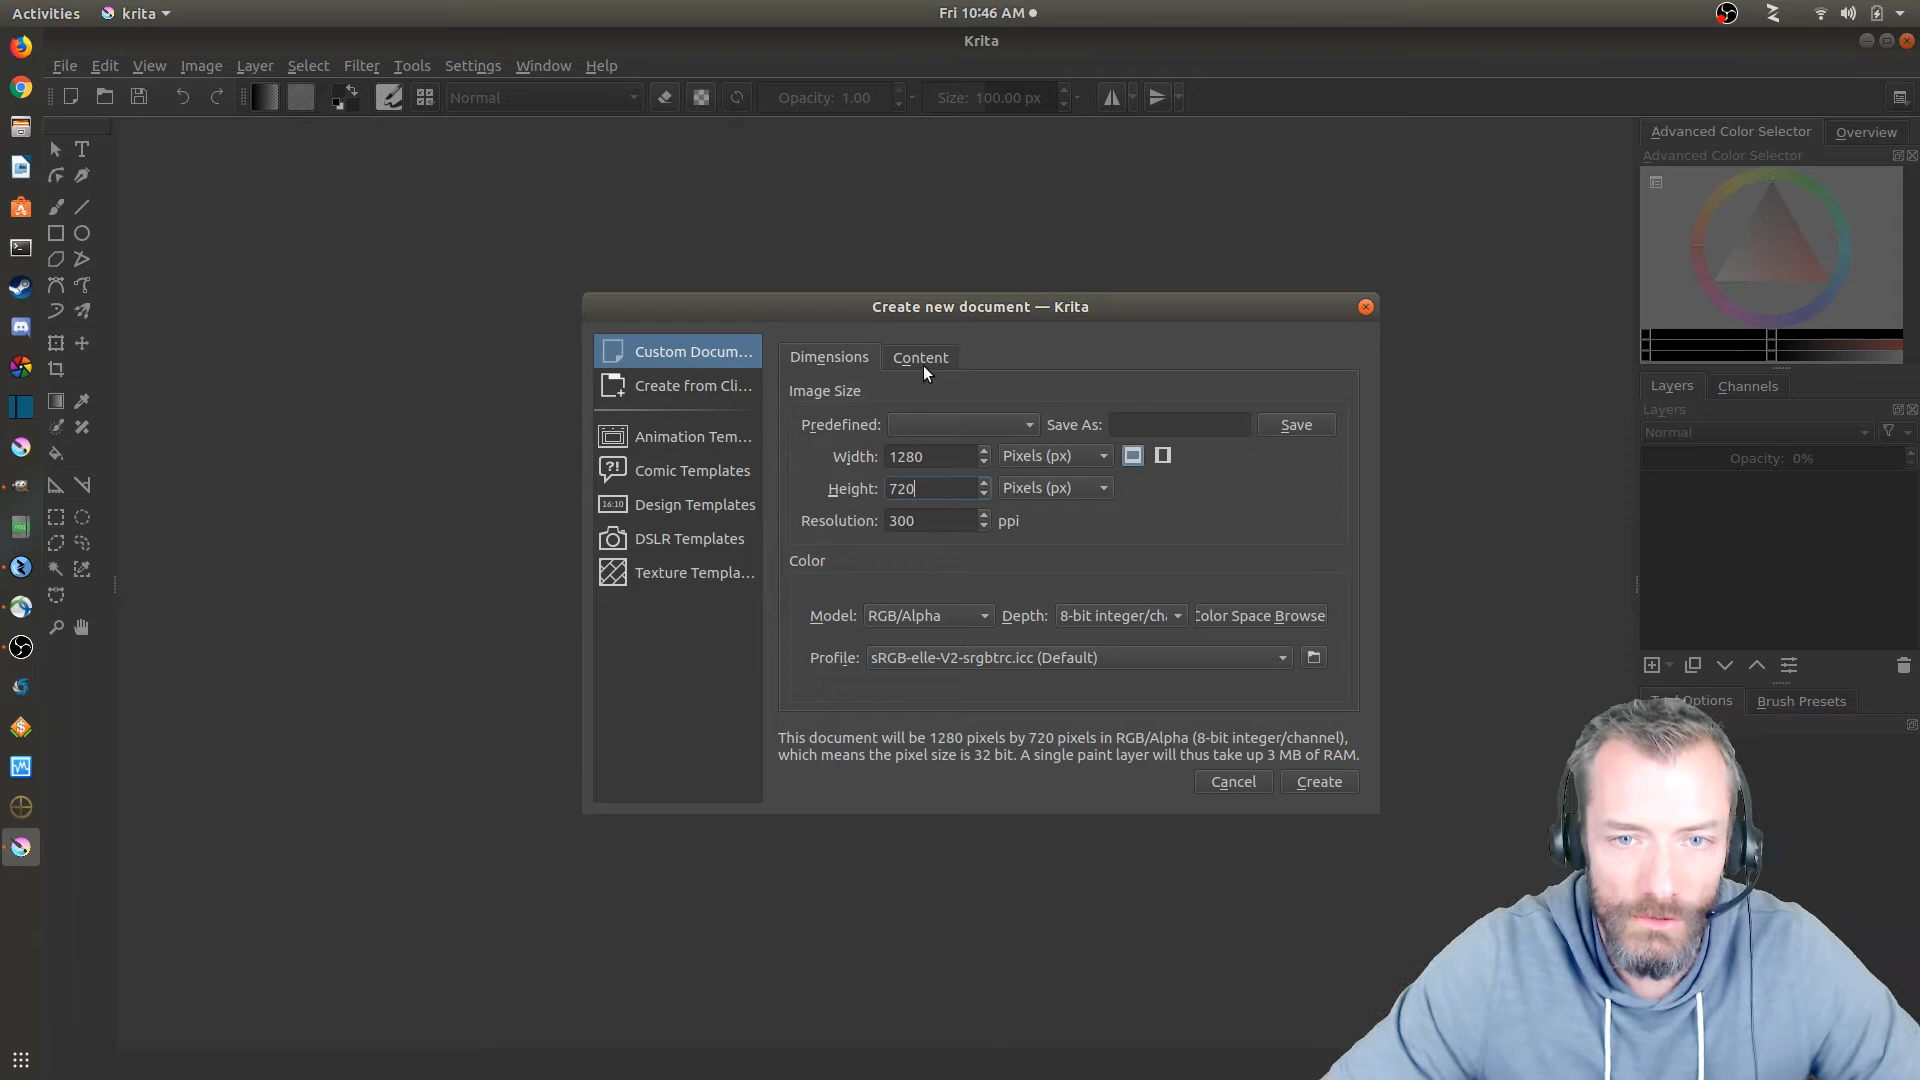 Activities krita Fri 10:46 AM
Krita
File Edit View Image Layer Select Filter Tools Settings Window Help
Normal Opacity: 1.00 Size: 100.00 px
Advanced Color Selector Overview
Advanced Color Selector
Create new document — Krita
Custom Docum...
Create from Cli...
Animation Tem...
?! Comic Templates
16:10 Design Templates
DSLR Templates
Texture Templa...
Dimensions Content
Image Size
Predefined: Save As: Save
Width: 1280 Pixels (px)
Height: 720 Pixels (px)
Resolution: 300 ppi
Color
Model: RGB/Alpha Depth: 8-bit integer/cha Color Space Browse
Profile: sRGB-elle-V2-srgbtrc.icc (Default)
This document will be 1280 pixels by 720 pixels in RGB/Alpha (8-bit integer/channel),
which means the pixel size is 32 bit. A single paint layer will thus take up 3 MB of RAM.
Cancel Create
Layers Channels
Layers
Normal
Opacity: 0%
Options Brush Presets